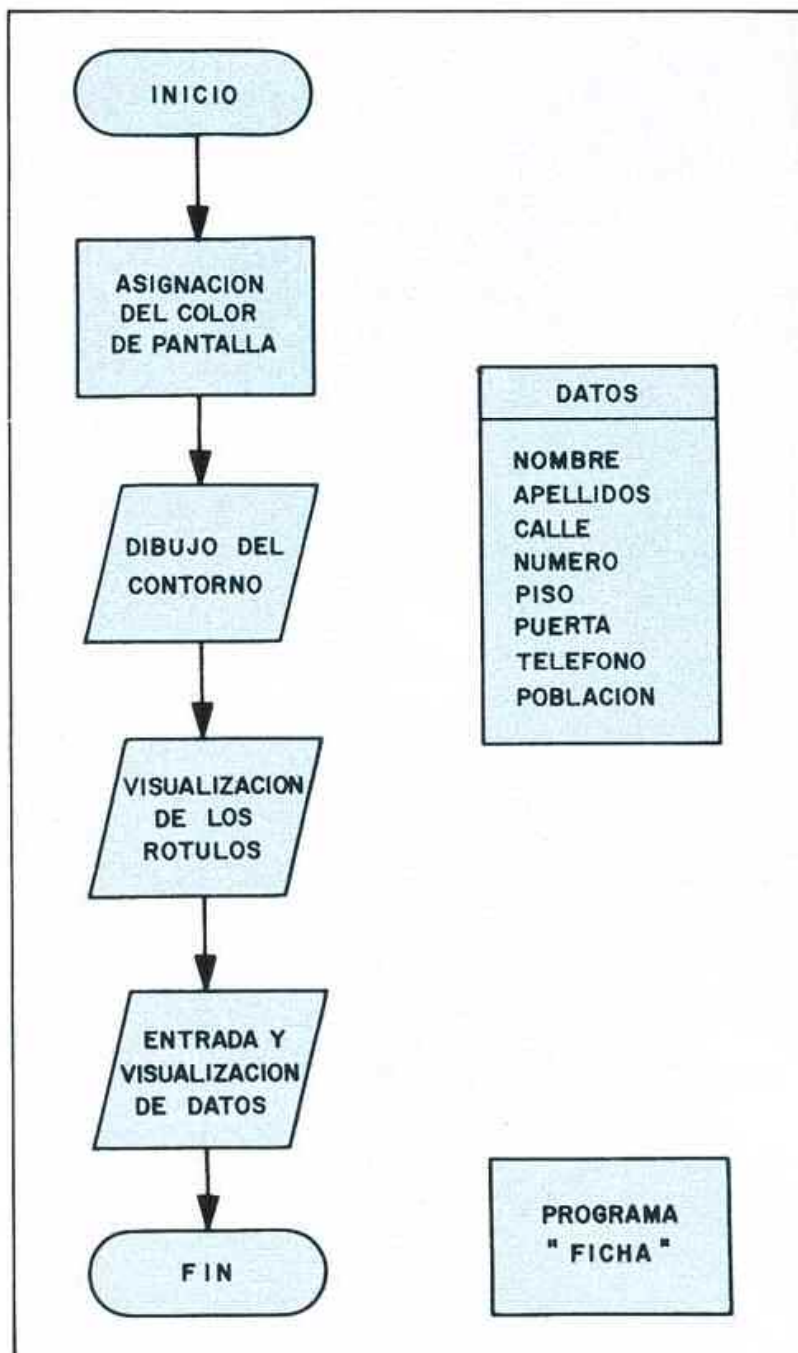 INICIO
ASIGNACION
DEL COLOR
DE PANTALLA
DIBUJO DEL
CONTORNO
VISUALIZACION
DE LOS
ROTULOS
ENTRADA Y
VISUALIZACION
DE DATOS
FIN
DATOS
NOMBRE
APELLIDOS
CALLE
NUMERO
PISO
PUERTA
TELEFONO
POBLACION
PROGRAMA
" FICHA "